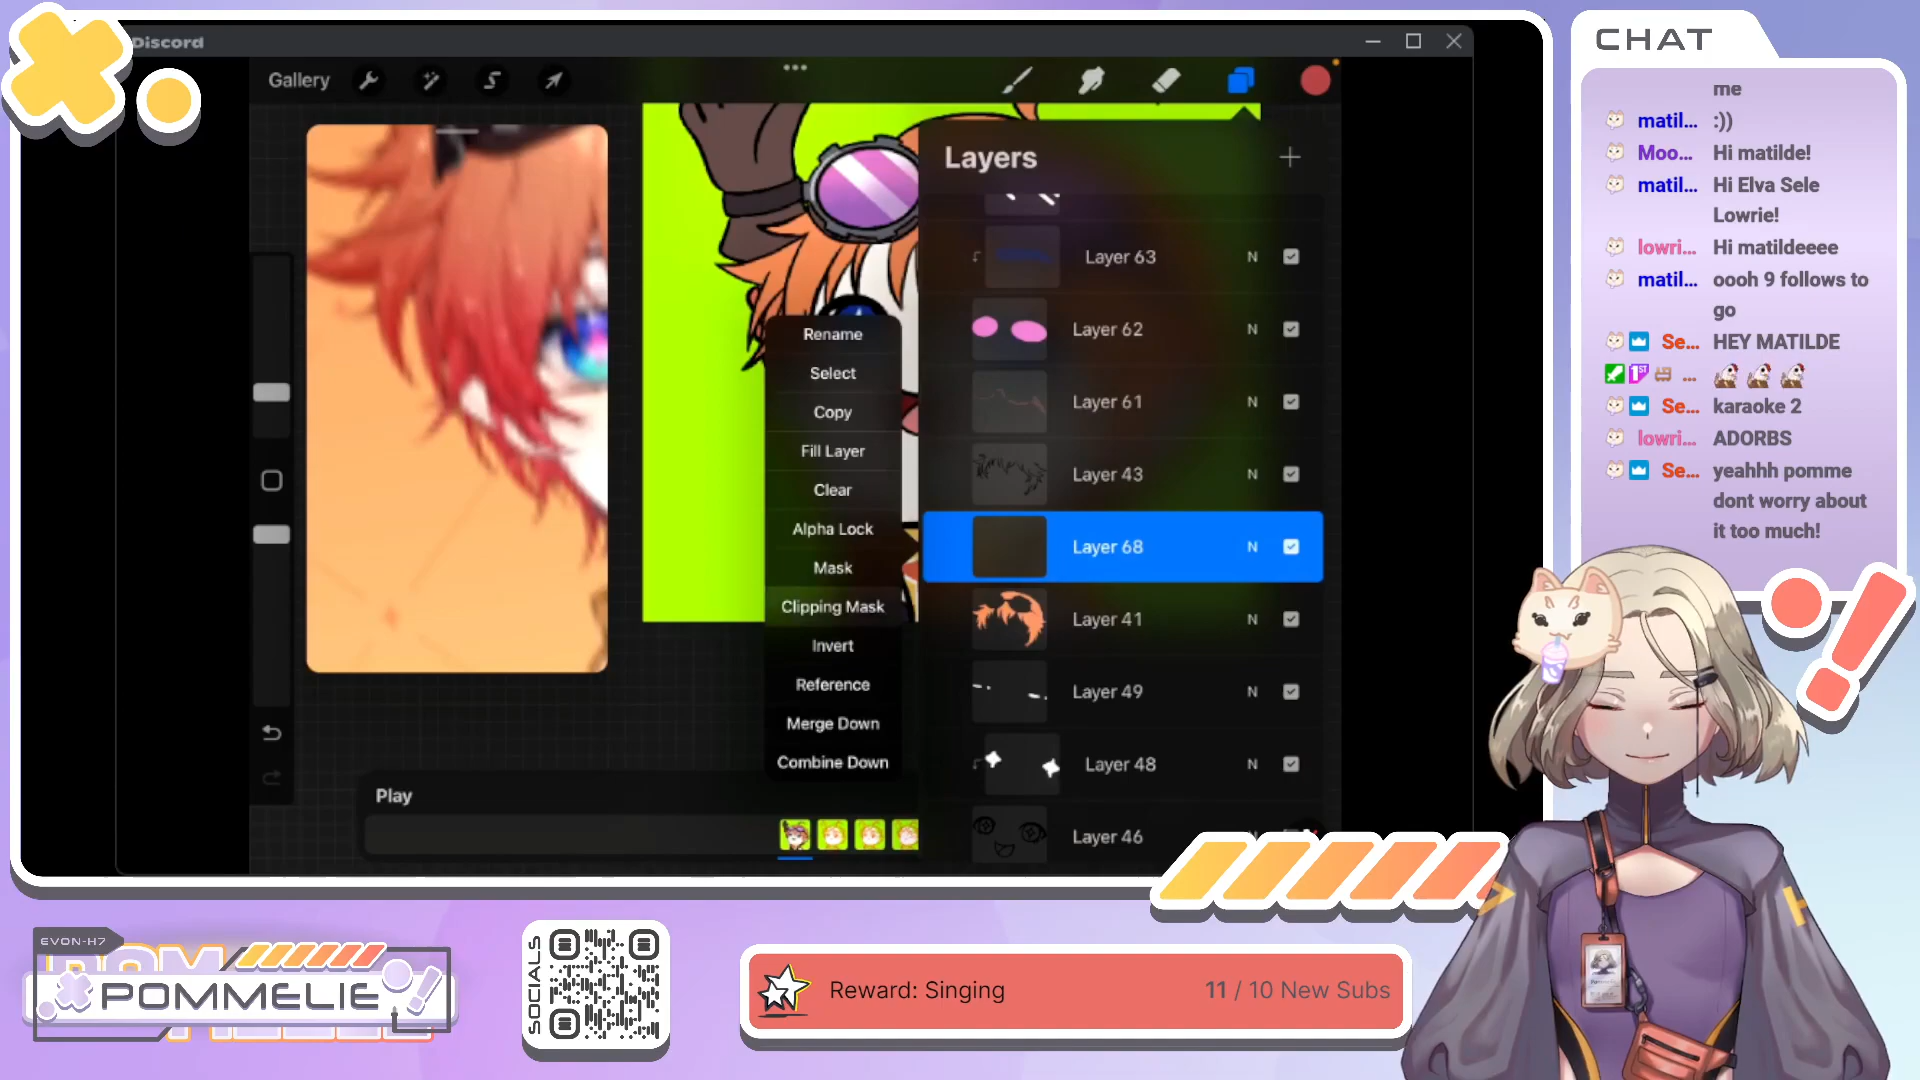 Discord
Gallery
Layers
Layer 63 N
Layer 62 N
Layer 61 N
Layer 43 N
Layer 68 N
Layer 41 N
Layer 49 N
Layer 48 N
Layer 46
Rename
Select
Copy
Fill Layer
Clear
Alpha Lock
Mask
Clipping Mask
Invert
Reference
Merge Down
Combine Down
Play
CHAT
me
matil... :))
Moo... Hi matilde!
matil... Hi Elva Sele
Lowrie!
lowri... Hi matildeeee
matil... oooh 9 follows to
go
Se... HEY MATILDE
1ST ...
Se... karaoke 2
lowri... ADORBS
Se... yeahhh pomme
dont worry about
it too much!
EVON-H7
POMMELIE
SOCIALS
Reward: Singing 11 / 10 New Subs